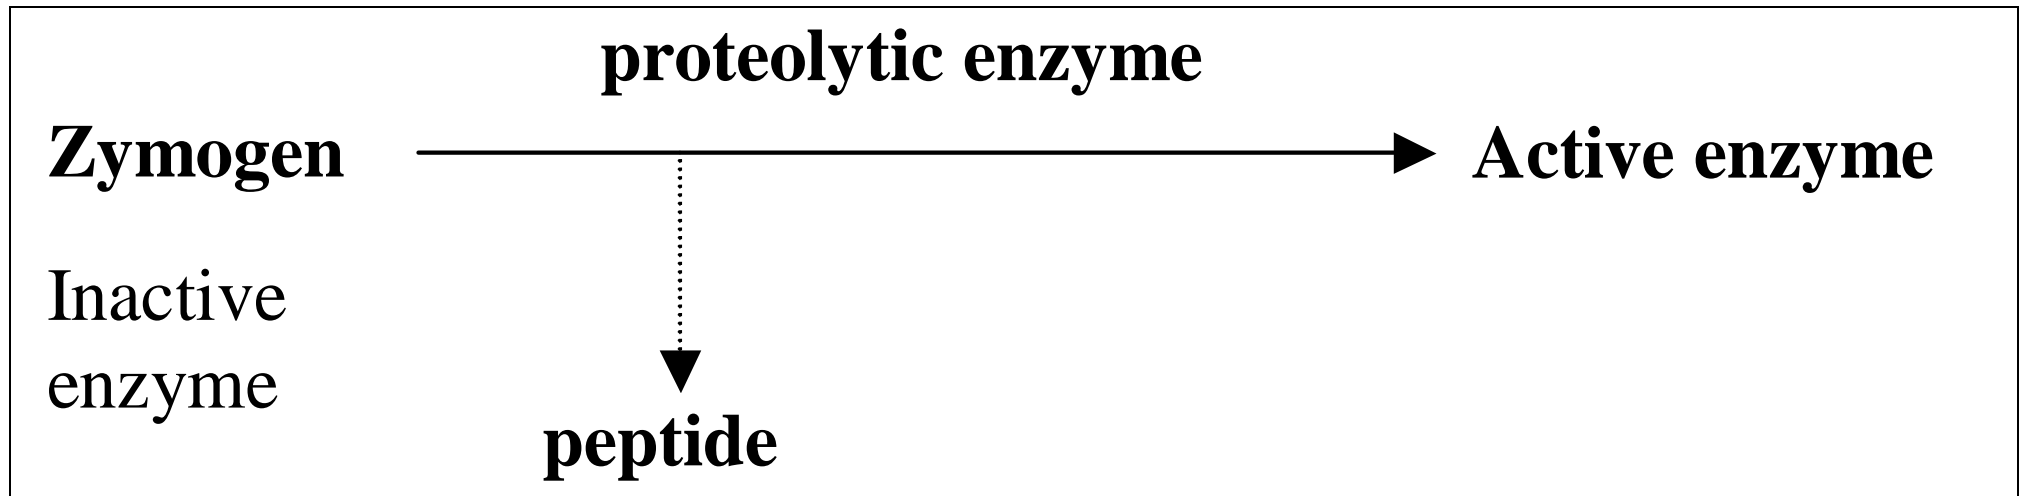 proteolytic enzyme
Zymogen Active enzyme
Inactive
enzyme
peptide